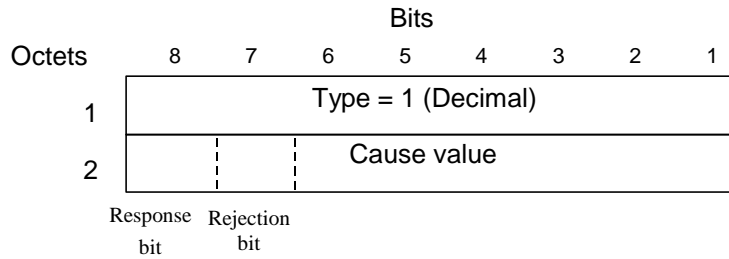 Bits
Octets 8 7 6 5 4 3 2 1
1 Type = 1 (Decimal)
2 Cause value
Response Rejection
bit bit